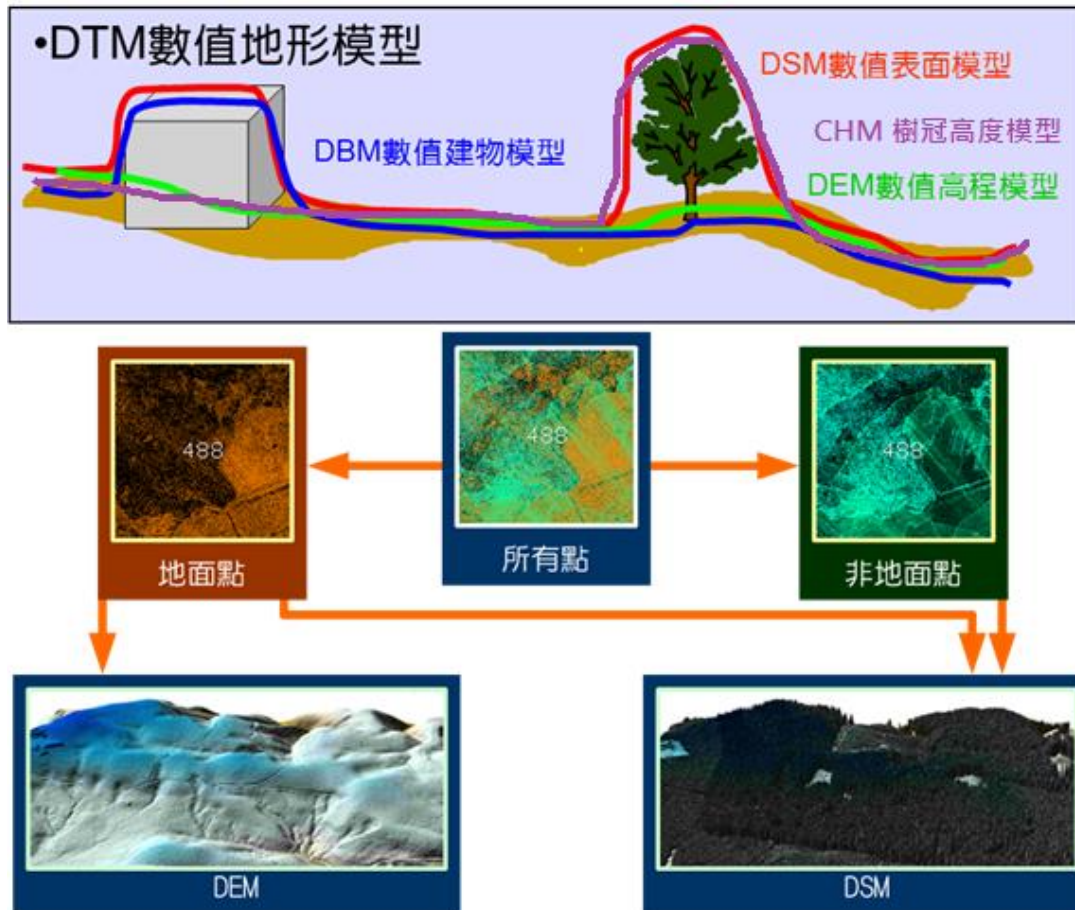 •DTM數值地形模型
DSM數值表面模型
DBM數值建物模型
CHM 樹冠高度模型
DEM數值高程模型
488
488
488
地面點
所有點
非地面點
DEM
DSM